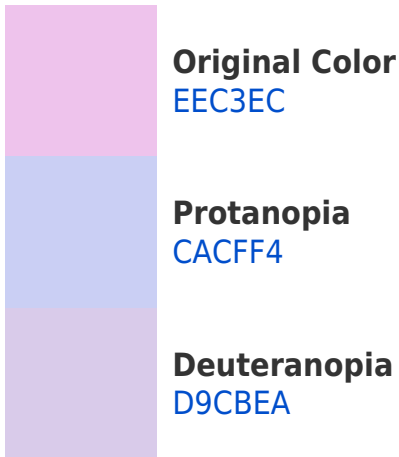 Original Color
EEC3EC
Protanopia
CACFF4
Deuteranopia
D9CBEA